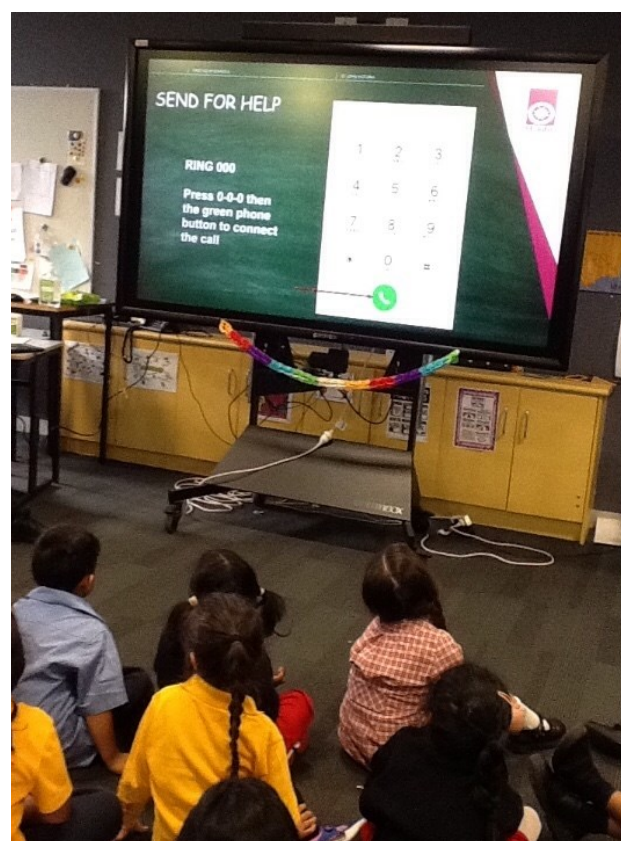 SEND FOR HELP
RING 000
Press 0-0-0 then
the green phone
button to connect
the call
1 2 3
4 5 6
7 8 9
* 0 =